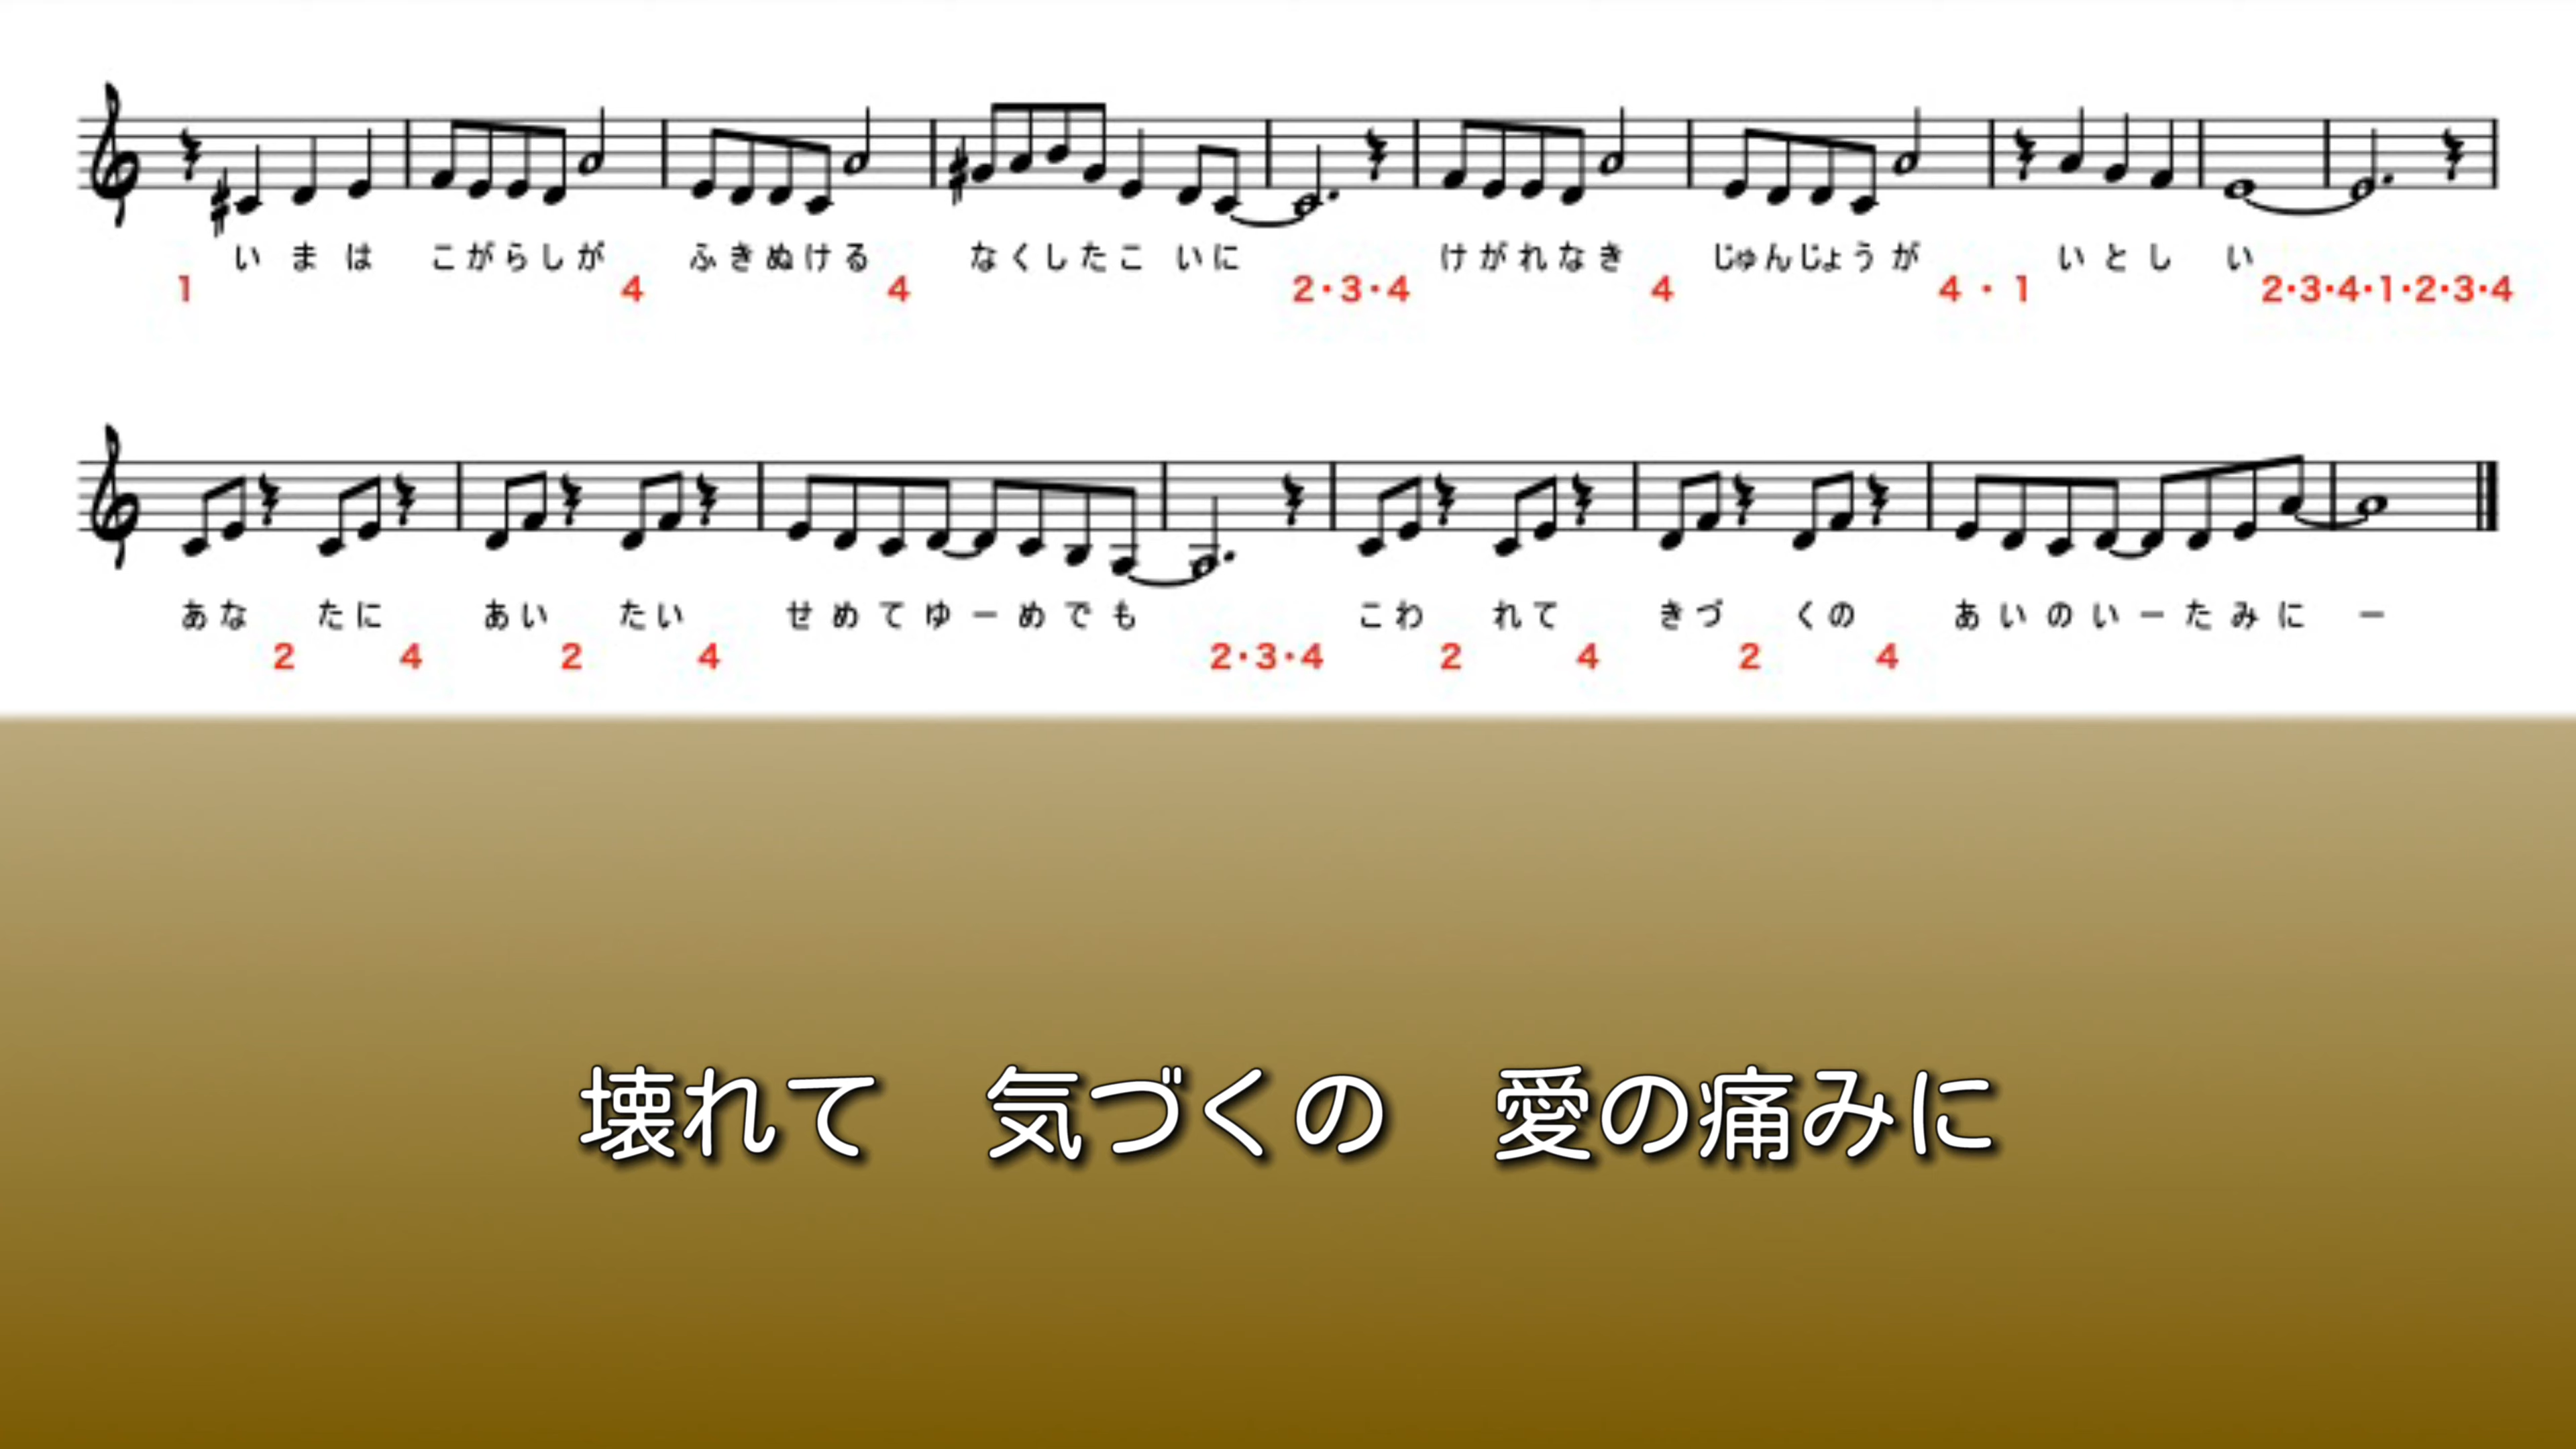 いまは こがらしが ふきぬける なくしたこ いに けがれなき じゅんじょうが いとし い
1 4 4 2・3・4 4 4・1 2・3・4・1・2・3・4
あな たに あい たい せめてゆーめでも こわ れて きづ くの あいのいーたみに ー
2 4 2 4 2・3・4 2 4 2 4
壊れて 気づくの 愛の痛みに